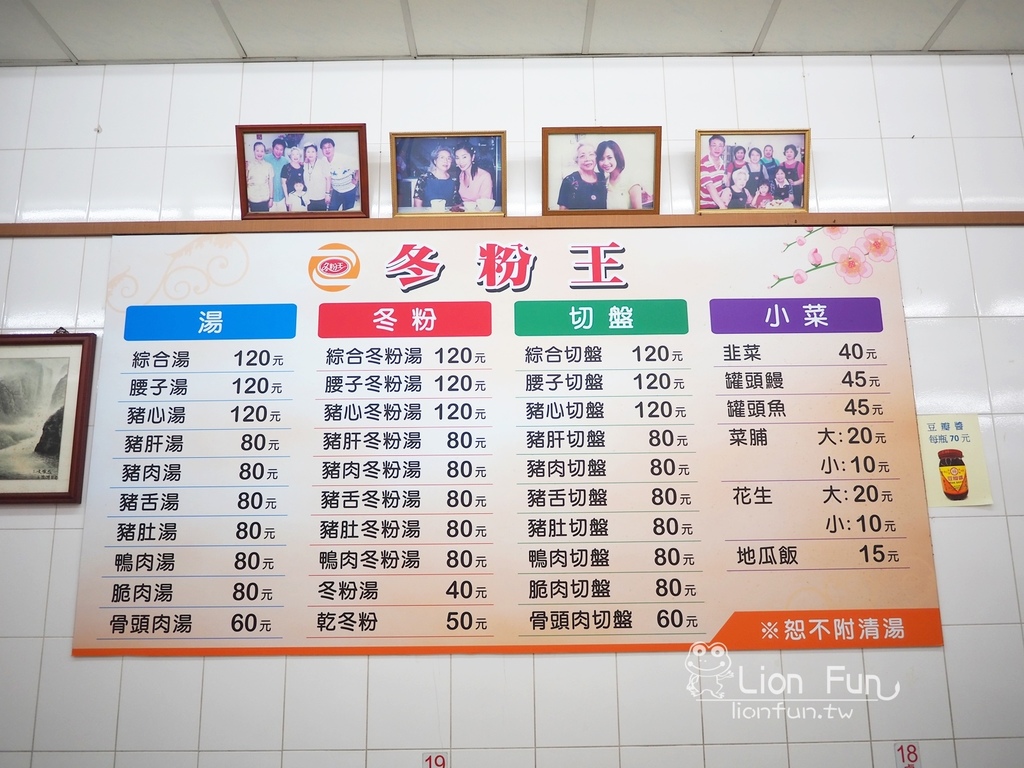 冬粉王
冬粉王
湯
綜合湯 120元
腰子湯 120元
豬心湯 120元
豬肝湯 80元
豬肉湯 80元
豬舌湯 80元
豬肚湯 80元
鴨肉湯 80元
脆肉湯 80元
骨頭肉湯 60元
冬粉
綜合冬粉湯 120元
腰子冬粉湯 120元
豬心冬粉湯 120元
豬肝冬粉湯 80元
豬肉冬粉湯 80元
豬舌冬粉湯 80元
豬肚冬粉湯 80元
鴨肉冬粉湯 80元
冬粉湯 40元
乾冬粉 50元
切盤
綜合切盤 120元
腰子切盤 120元
豬心切盤 120元
豬肝切盤 80元
豬肉切盤 80元
豬舌切盤 80元
豬肚切盤 80元
鴨肉切盤 80元
脆肉切盤 80元
骨頭肉切盤 60元
小菜
韭菜 40元
罐頭鰻 45元
罐頭魚 45元
菜脯 大:20元
小:10元
花生 大:20元
小:10元
地瓜飯 15元
※恕不附清湯
豆瓣醬
每瓶70元
Lion Fun
lionfun.tw
19
18